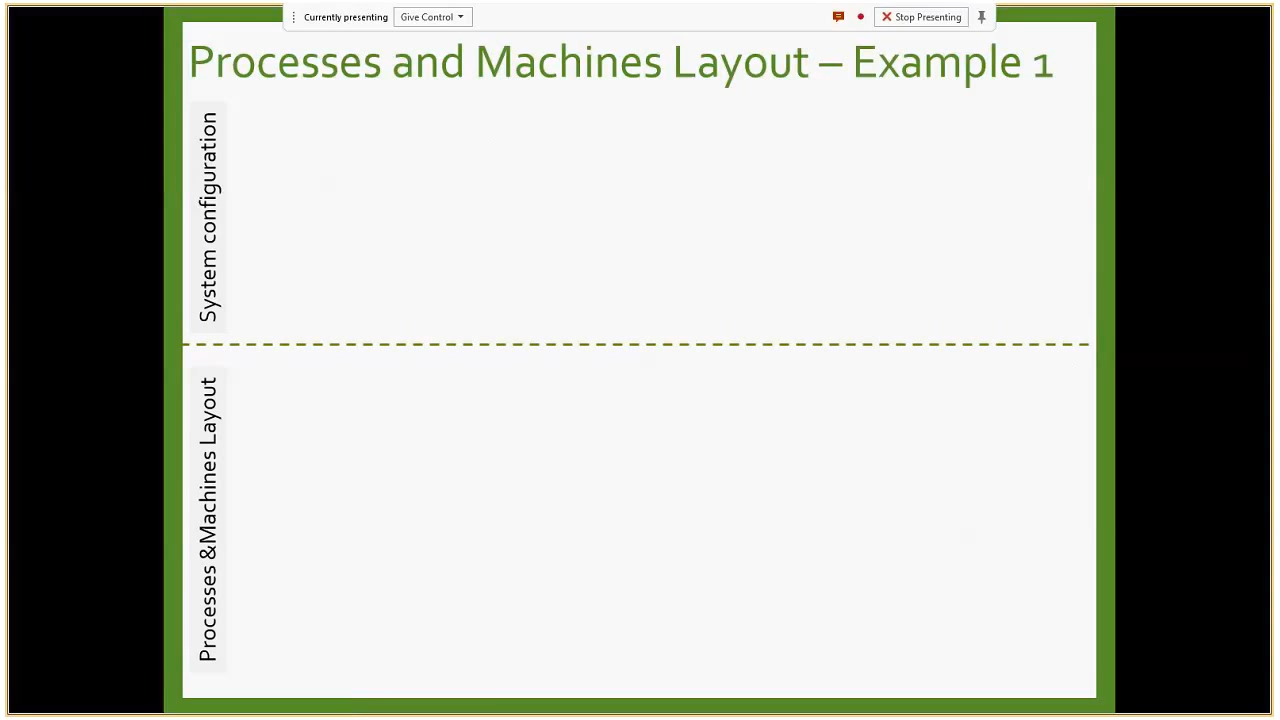 Currently presenting
Give Control
Stop Presenting
Processes and Machines Layout – Example 1
System configuration
Processes &Machines Layout